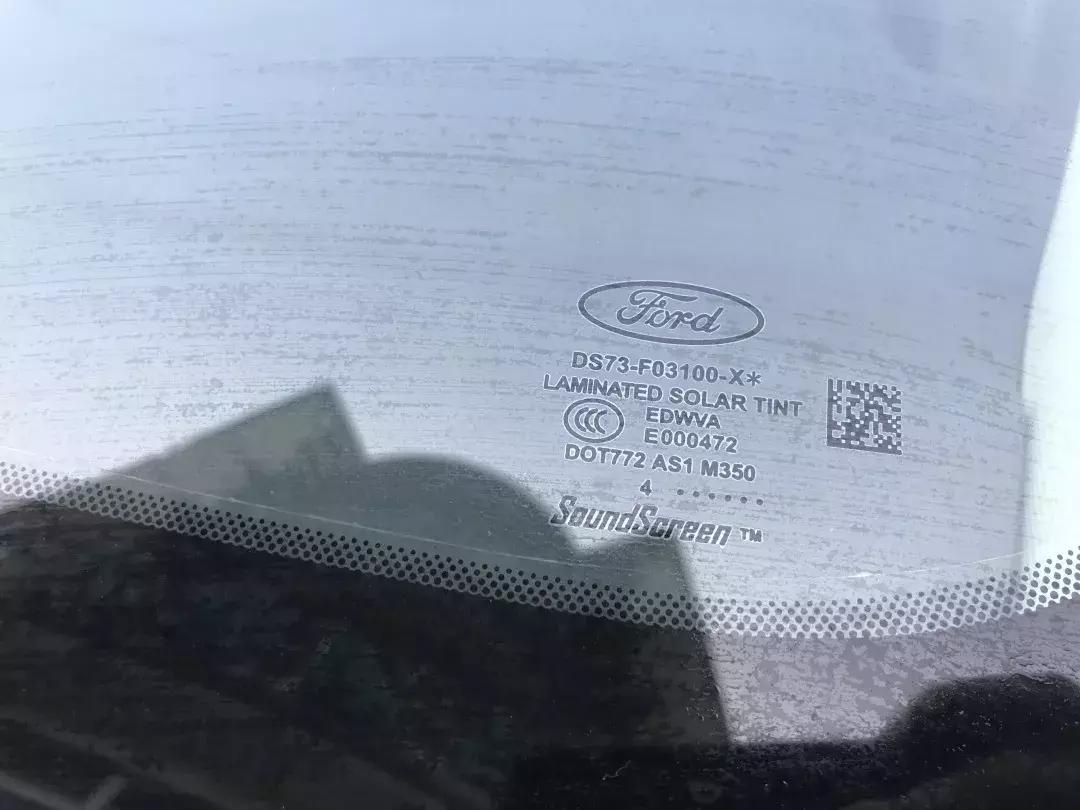 Ford
DS73-F03100-X*
LAMINATED SOLAR TINT
EDWVA
E000472
DOT772 AS1 M350
4 ......
SoundScreen™